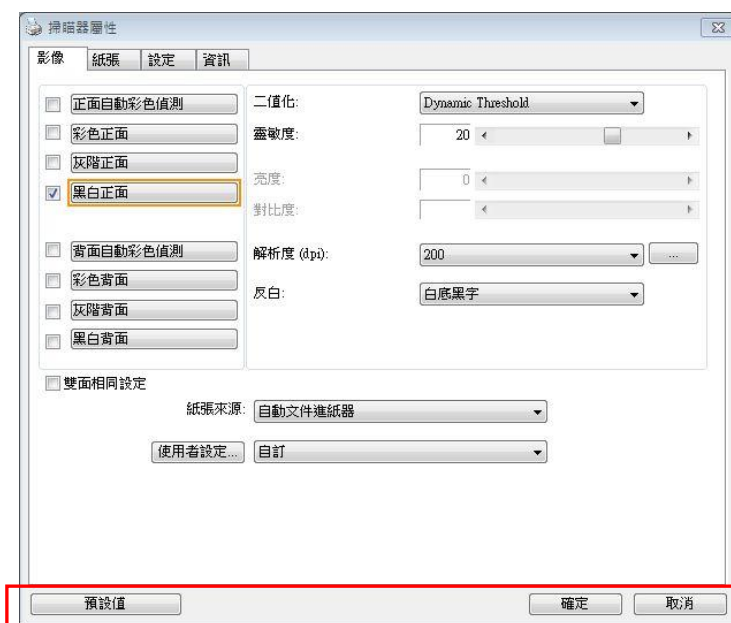 掃瞄器屬性
影像 紙張 設定 資訊
正面自動彩色偵測
彩色正面
灰階正面
黑白正面
背面自動彩色偵測
彩色背面
灰階背面
黑白背面
二值化: Dynamic Threshold
靈敏度: 20
亮度: 0
對比度:
解析度 (dpi): 200 ...
反白: 白底黑字
雙面相同設定
紙張來源: 自動文件進紙器
使用者設定... 自訂
預設值 確定 取消